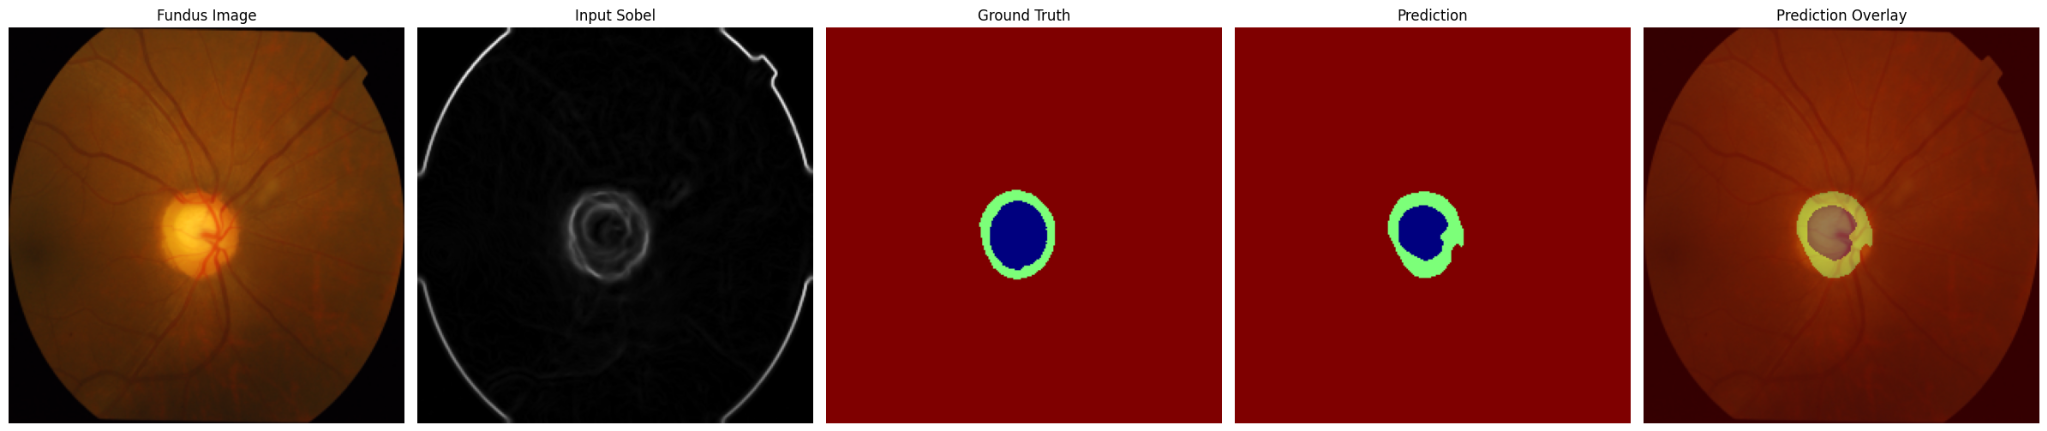 Fundus Image
Input Sobel
Ground Truth
Prediction
Prediction Overlay